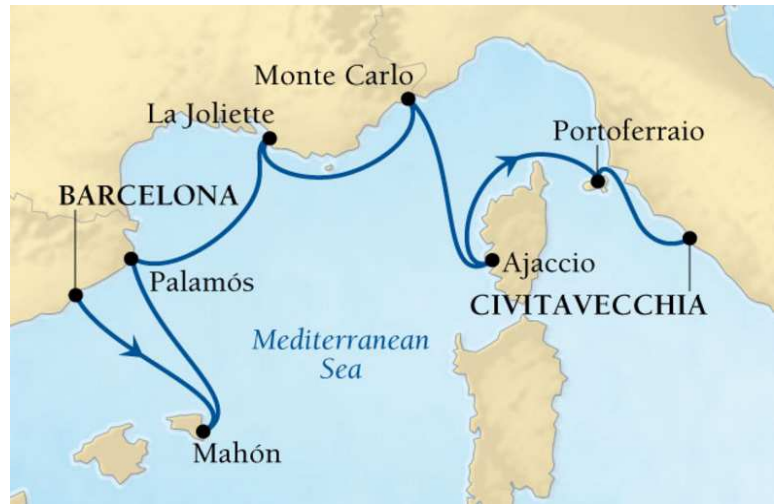 Monte Carlo
La Joliette
Portoferraio
BARCELONA
Palamós
Ajaccio
CIVITAVECCHIA
Mediterranean
Sea
Mahón